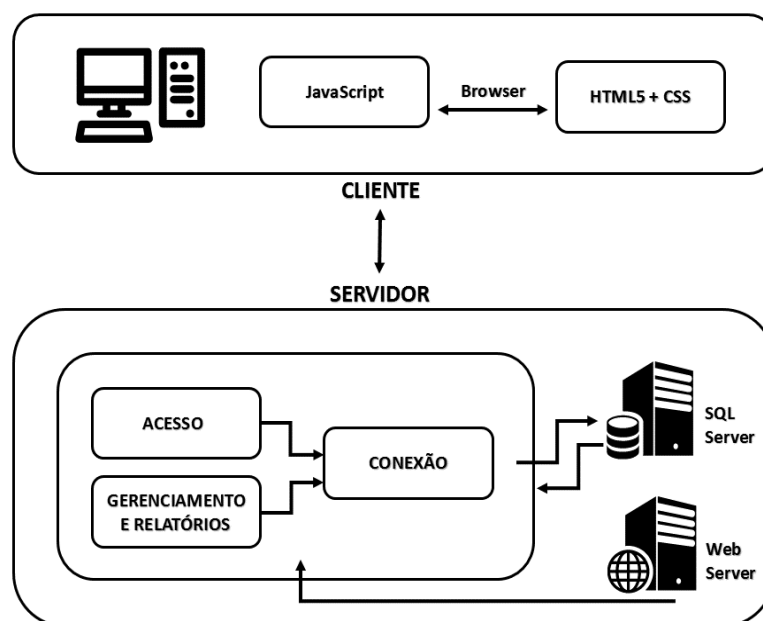 JavaScript
Browser
HTML5 + CSS
CLIENTE
SERVIDOR
ACESSO
CONEXÃO
GERENCIAMENTO
E RELATÓRIOS
SQL
Server
Web
Server